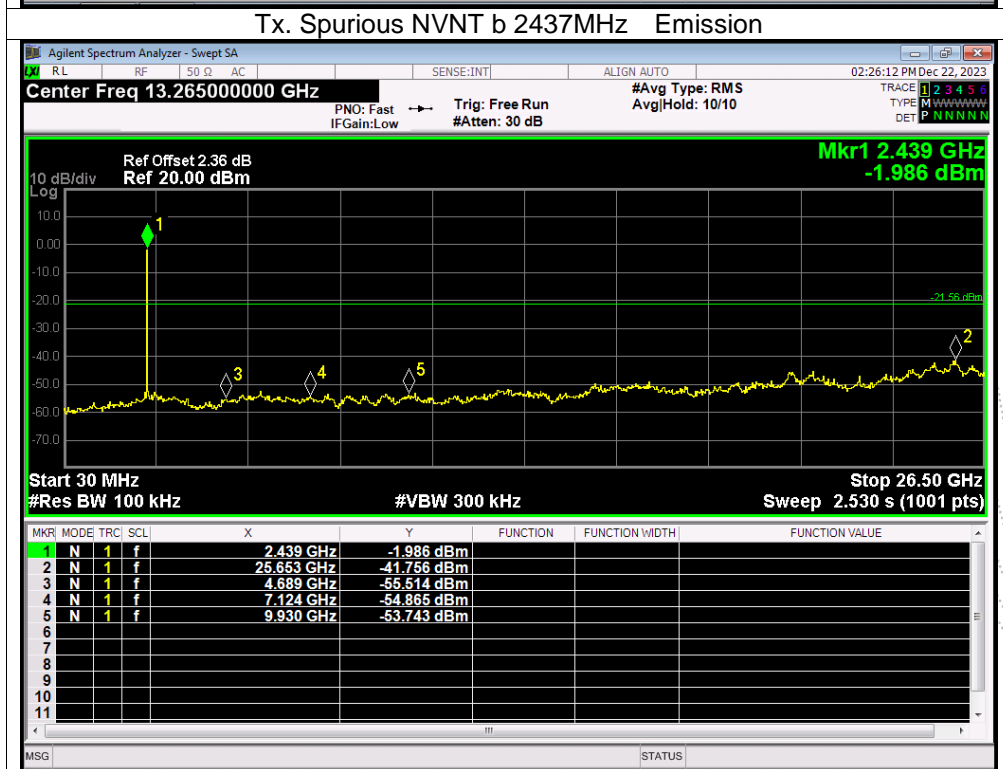 Tx. Spurious NVNT b 2437MHz Emission
Agilent Spectrum Analyzer - Swept SA
LXI RL RF 50 Ω AC SENSE:INT ALIGN AUTO 02:26:12 PM Dec 22, 2023
Center Freq 13.265000000 GHz #Avg Type: RMS TRACE 1 2 3 4 5 6
PNO: Fast Trig: Free Run Avg|Hold: 10/10 TYPE M WWWWW
IFGain:Low #Atten: 30 dB DET P N N N N N
Mkr1 2.439 GHz
Ref Offset 2.36 dB
10 dB/div Ref 20.00 dBm -1.986 dBm
Log
10.0
1
0.00
-10.0
-20.0 -21.56 dBm
-30.0
2
-40.0
3 4 5
-50.0
-60.0
-70.0
Start 30 MHz Stop 26.50 GHz
#Res BW 100 kHz #VBW 300 kHz Sweep 2.530 s (1001 pts)
MKR MODE TRC SCL X Y FUNCTION FUNCTION WIDTH FUNCTION VALUE
1 N 1 f 2.439 GHz -1.986 dBm
2 N 1 f 25.653 GHz -41.756 dBm
3 N 1 f 4.689 GHz -55.514 dBm
4 N 1 f 7.124 GHz -54.865 dBm
5 N 1 f 9.930 GHz -53.743 dBm
6
7
8
9
10
11
MSG STATUS